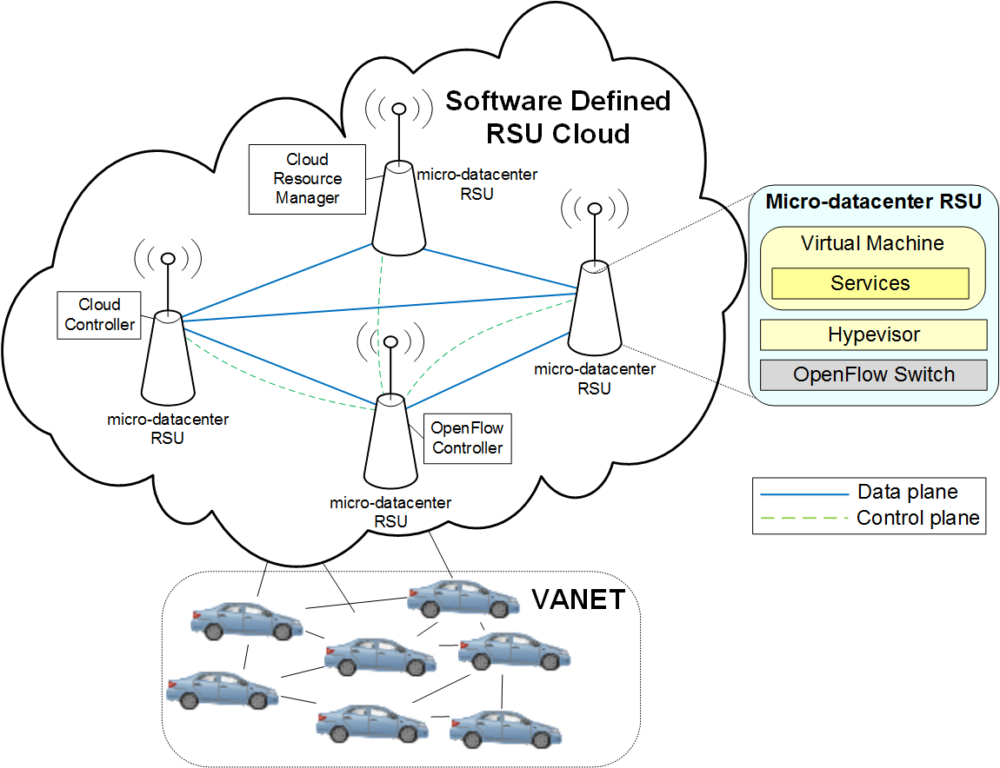 Software Defined
RSU Cloud
Cloud
Resource
Manager
micro-datacenter
RSU
Cloud
Controller
micro-datacenter
RSU
micro-datacenter
RSU
OpenFlow
Controller
micro-datacenter
RSU
Micro-datacenter RSU
Virtual Machine
Services
Hypevisor
OpenFlow Switch
Data plane
Control plane
VANET